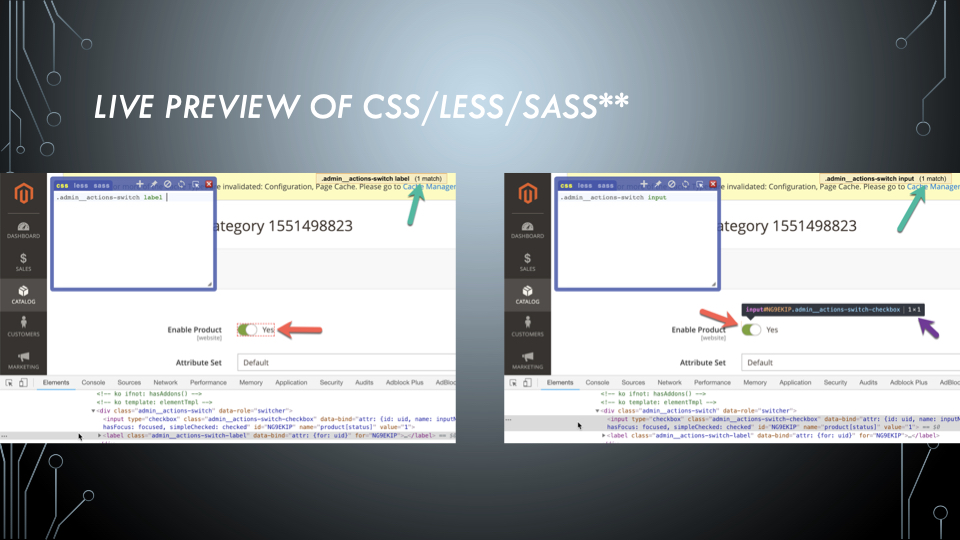 LIVE PREVIEW OF CSS/LESS/SASS**
.admin__actions-switch label (1 match)
css less sass
e invalidated: Configuration, Page Cache. Please go to Cache Manager
.admin__actions-switch label
ategory 1551498823
DASHBOARD
$
SALES
CATALOG
CUSTOMERS
MARKETING
Enable Product
[website]
Yes
Attribute Set
Default
Elements Console Sources Network Performance Memory Application Security Audits Adblock Plus AdBlo
<!-- ko ifnot: hasAddons() -->
<!-- ko template: elementTmpl -->
▼<div class="admin__actions-switch" data-role="switcher">
<input type="checkbox" class="admin__actions-switch-checkbox" data-bind="attr: {id: uid, name: input
hasFocus: focused, simpleChecked: checked" id="NG9EKIP" name="product[status]" value="1">
…
▶<label class="admin__actions-switch-label" data-bind="attr: {for: uid}" for="NG9EKIP">…</label> == $0
.admin__actions-switch input (1 match)
css less sass
e invalidated: Configuration, Page Cache. Please go to Cache Manager
.admin__actions-switch input
ategory 1551498823
DASHBOARD
$
SALES
CATALOG
CUSTOMERS
MARKETING
input#NG9EKIP.admin__actions-switch-checkbox | 1×1
Enable Product
[website]
Yes
Attribute Set
Default
Elements Console Sources Network Performance Memory Application Security Audits Adblock Plus AdBlo
<!-- ko ifnot: hasAddons() -->
<!-- ko template: elementTmpl -->
▼<div class="admin__actions-switch" data-role="switcher">
…
<input type="checkbox" class="admin__actions-switch-checkbox" data-bind="attr: {id: uid, name: inputN
hasFocus: focused, simpleChecked: checked" id="NG9EKIP" name="product[status]" value="1"> == $0
▶<label class="admin__actions-switch-label" data-bind="attr: {for: uid}" for="NG9EKIP">…</label>